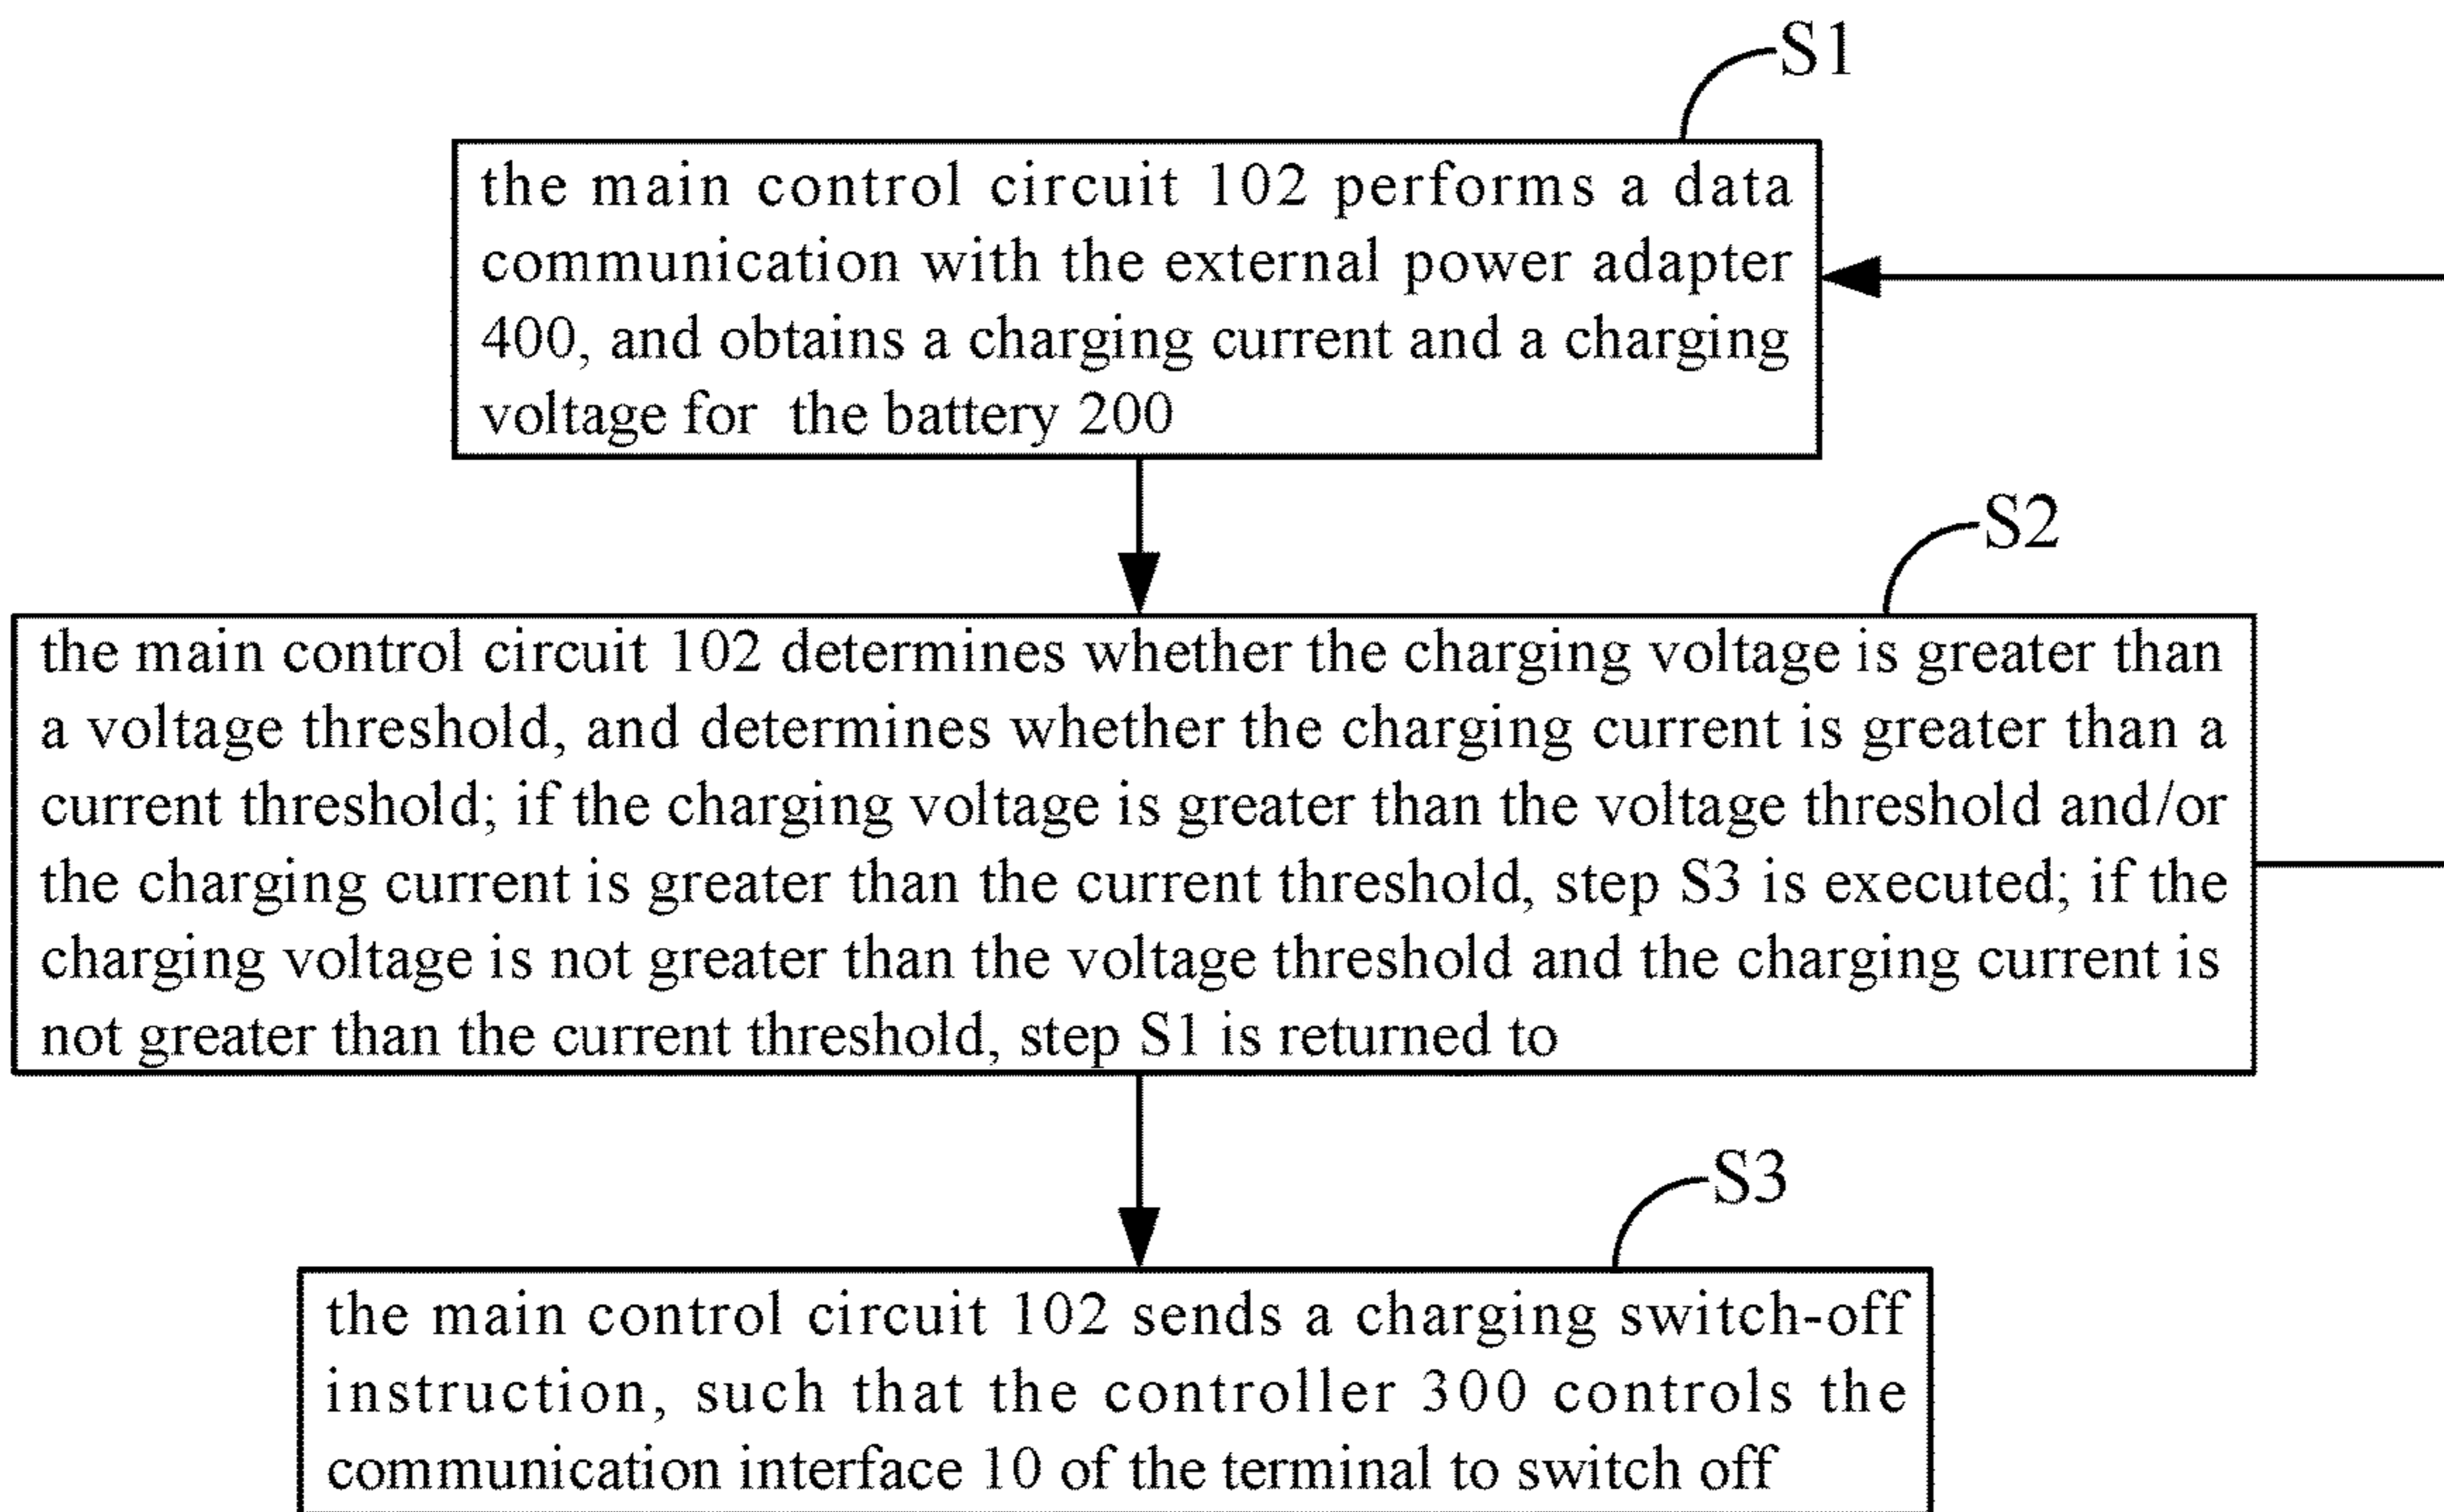 S1
the main control circuit 102 performs a data
communication with the external power adapter
400, and obtains a charging current and a charging
voltage for the battery 200
S2
the main control circuit 102 determines whether the charging voltage is greater than
a voltage threshold, and determines whether the charging current is greater than a
current threshold; if the charging voltage is greater than the voltage threshold and/or
the charging current is greater than the current threshold, step S3 is executed; if the
charging voltage is not greater than the voltage threshold and the charging current is
not greater than the current threshold, step S1 is returned to
S3
the main control circuit 102 sends a charging switch-off
instruction, such that the controller 300 controls the
communication interface 10 of the terminal to switch off